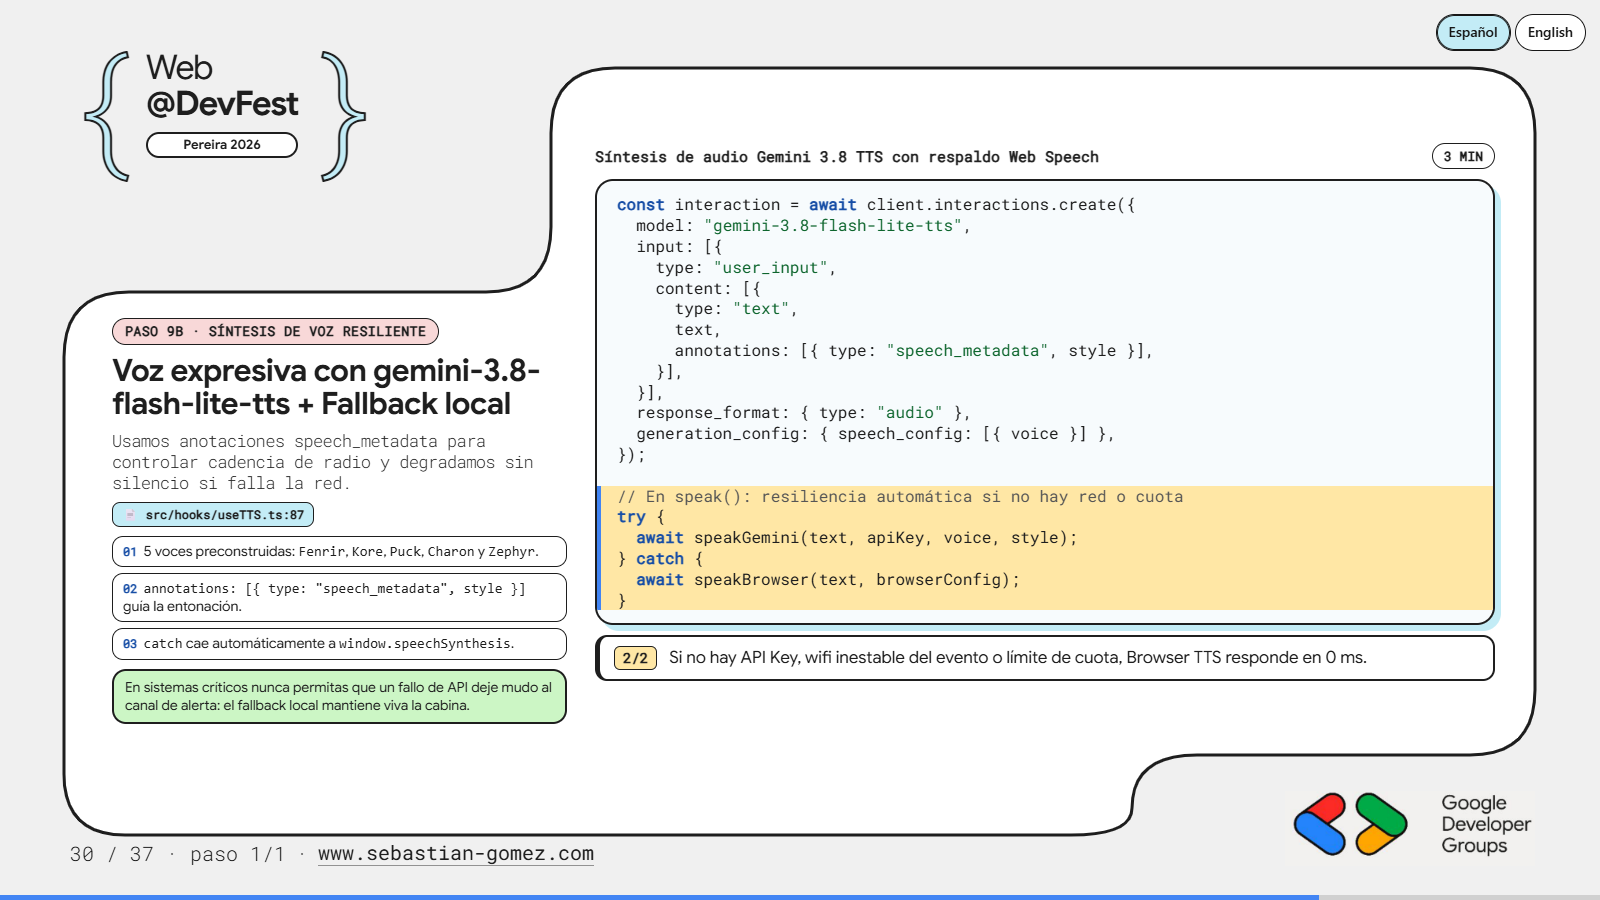 Español
English
Web
@DevFest
Pereira 2026
PASO 9B · SÍNTESIS DE VOZ RESILIENTE
Voz expresiva con gemini-3.8-
flash-lite-tts + Fallback local
Usamos anotaciones speech_metadata para
controlar cadencia de radio y degradamos sin
silencio si falla la red.
src/hooks/useTTS.ts:87
01 5 voces preconstruidas: Fenrir, Kore, Puck, Charon y Zephyr.
02 annotations: [{ type: "speech_metadata", style }]
guía la entonación.
03 catch cae automáticamente a window.speechSynthesis.
En sistemas críticos nunca permitas que un fallo de API deje mudo al
canal de alerta: el fallback local mantiene viva la cabina.
Síntesis de audio Gemini 3.8 TTS con respaldo Web Speech
3 MIN
const interaction = await client.interactions.create({
  model: "gemini-3.8-flash-lite-tts",
  input: [{
    type: "user_input",
    content: [{
      type: "text",
      text,
      annotations: [{ type: "speech_metadata", style }],
    }],
  }],
  response_format: { type: "audio" },
  generation_config: { speech_config: [{ voice }] },
});
// En speak(): resiliencia automática si no hay red o cuota
try {
  await speakGemini(text, apiKey, voice, style);
} catch {
  await speakBrowser(text, browserConfig);
}
2/2 Si no hay API Key, wifi inestable del evento o límite de cuota, Browser TTS responde en 0 ms.
30 / 37 · paso 1/1 · www.sebastian-gomez.com
Google
Developer
Groups